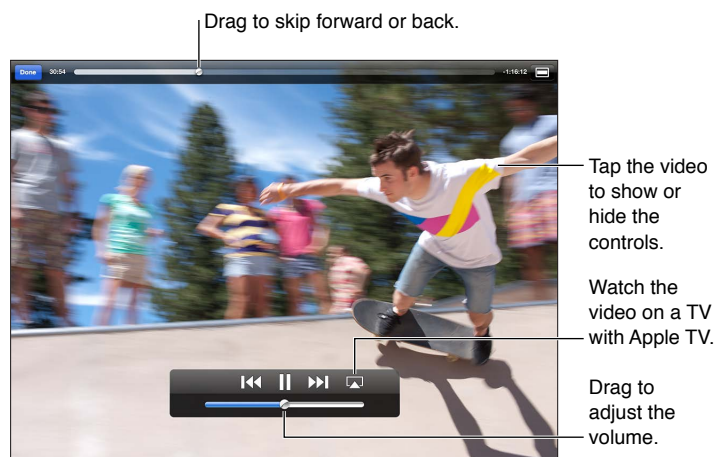 Drag to skip forward or back.
Done 30:54 -1:16:12
Tap the video
to show or
hide the
controls.
Watch the
video on a TV
with Apple TV.
Drag to
adjust the
volume.